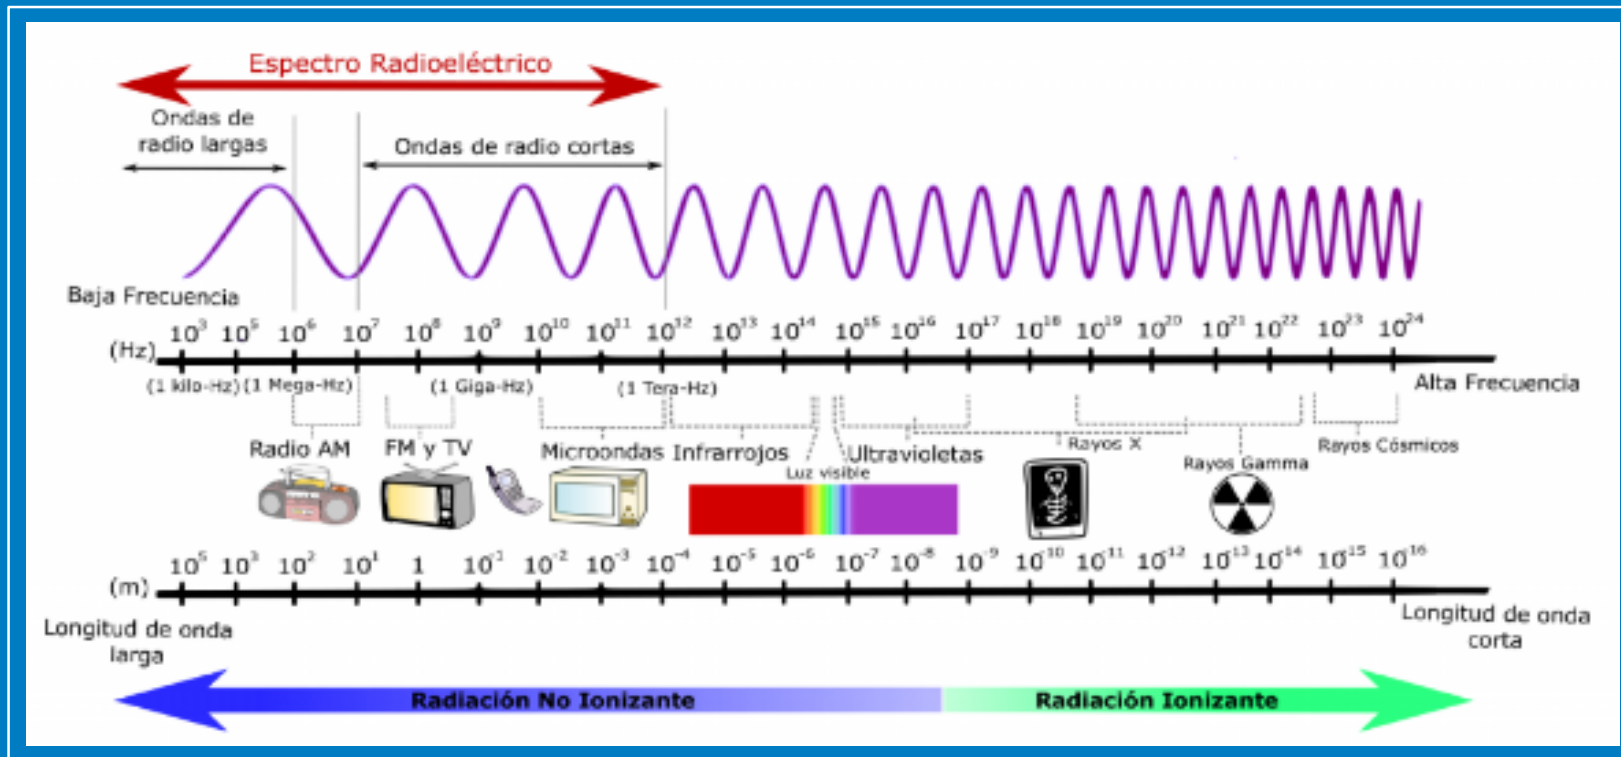 Espectro Radioeléctrico
Ondas de
radio largas
Ondas de radio cortas
Baja Frecuencia
(Hz) 10³ 10⁵ 10⁶ 10⁷ 10⁸ 10⁹ 10¹⁰ 10¹¹ 10¹² 10¹³ 10¹⁴ 10¹⁵ 10¹⁶ 10¹⁷ 10¹⁸ 10¹⁹ 10²⁰ 10²¹ 10²² 10²³ 10²⁴
(1 kilo-Hz) (1 Mega-Hz) (1 Giga-Hz) (1 Tera-Hz) Alta Frecuencia
Radio AM FM y TV Microondas Infrarrojos Luz visible Ultravioletas Rayos X Rayos Gamma Rayos Cósmicos
(m) 10⁵ 10³ 10² 10¹ 1 10⁻¹ 10⁻² 10⁻³ 10⁻⁴ 10⁻⁵ 10⁻⁶ 10⁻⁷ 10⁻⁸ 10⁻⁹ 10⁻¹⁰ 10⁻¹¹ 10⁻¹² 10⁻¹³ 10⁻¹⁴ 10⁻¹⁵ 10⁻¹⁶
Longitud de onda
larga
Longitud de onda
corta
Radiación No Ionizante
Radiación Ionizante